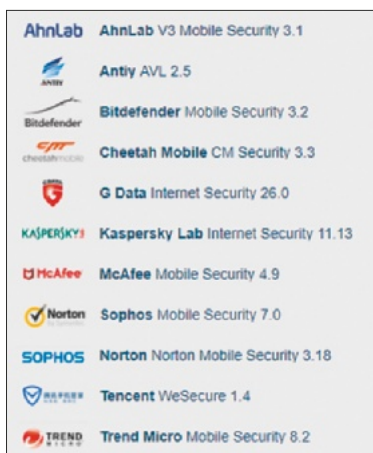 AhnLab AhnLab V3 Mobile Security 3.1
ANTIY Antiy AVL 2.5
Bitdefender Bitdefender Mobile Security 3.2
cm cheetahmobile Cheetah Mobile CM Security 3.3
G Data Internet Security 26.0
KASPERSKY Kaspersky Lab Internet Security 11.13
McAfee McAfee Mobile Security 4.9
Norton Sophos Mobile Security 7.0
SOPHOS Norton Norton Mobile Security 3.18
Tencent WeSecure 1.4
TREND MICRO Trend Micro Mobile Security 8.2